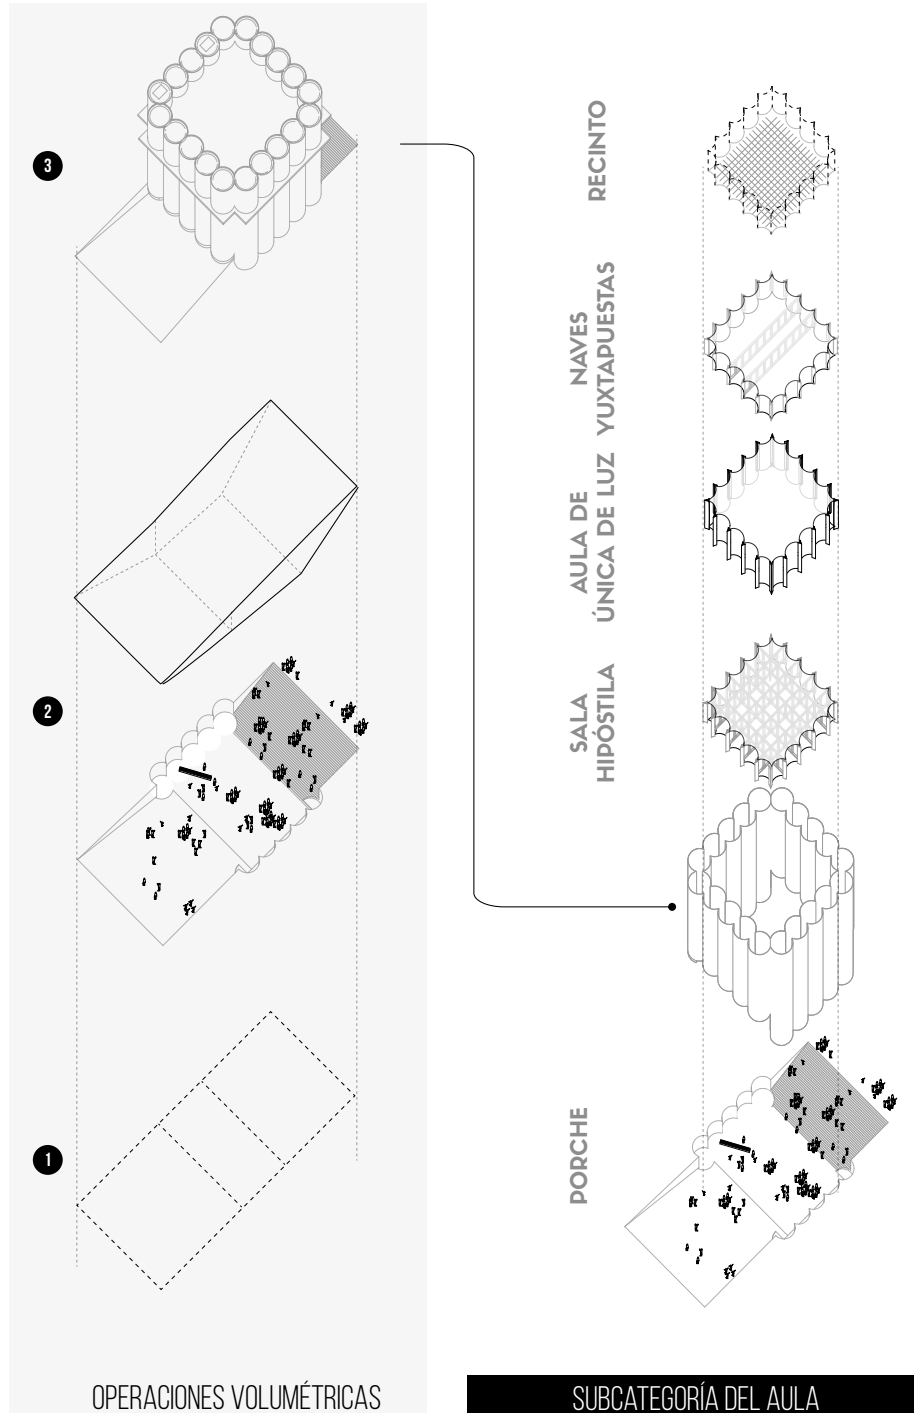 3
2
1
OPERACIONES VOLUMÉTRICAS
RECINTO
NAVES
YUXTAPUESTAS
AULA DE
ÚNICA DE LUZ
SALA
HIPÓSTILA
PORCHE
SUBCATEGORÍA DEL AULA